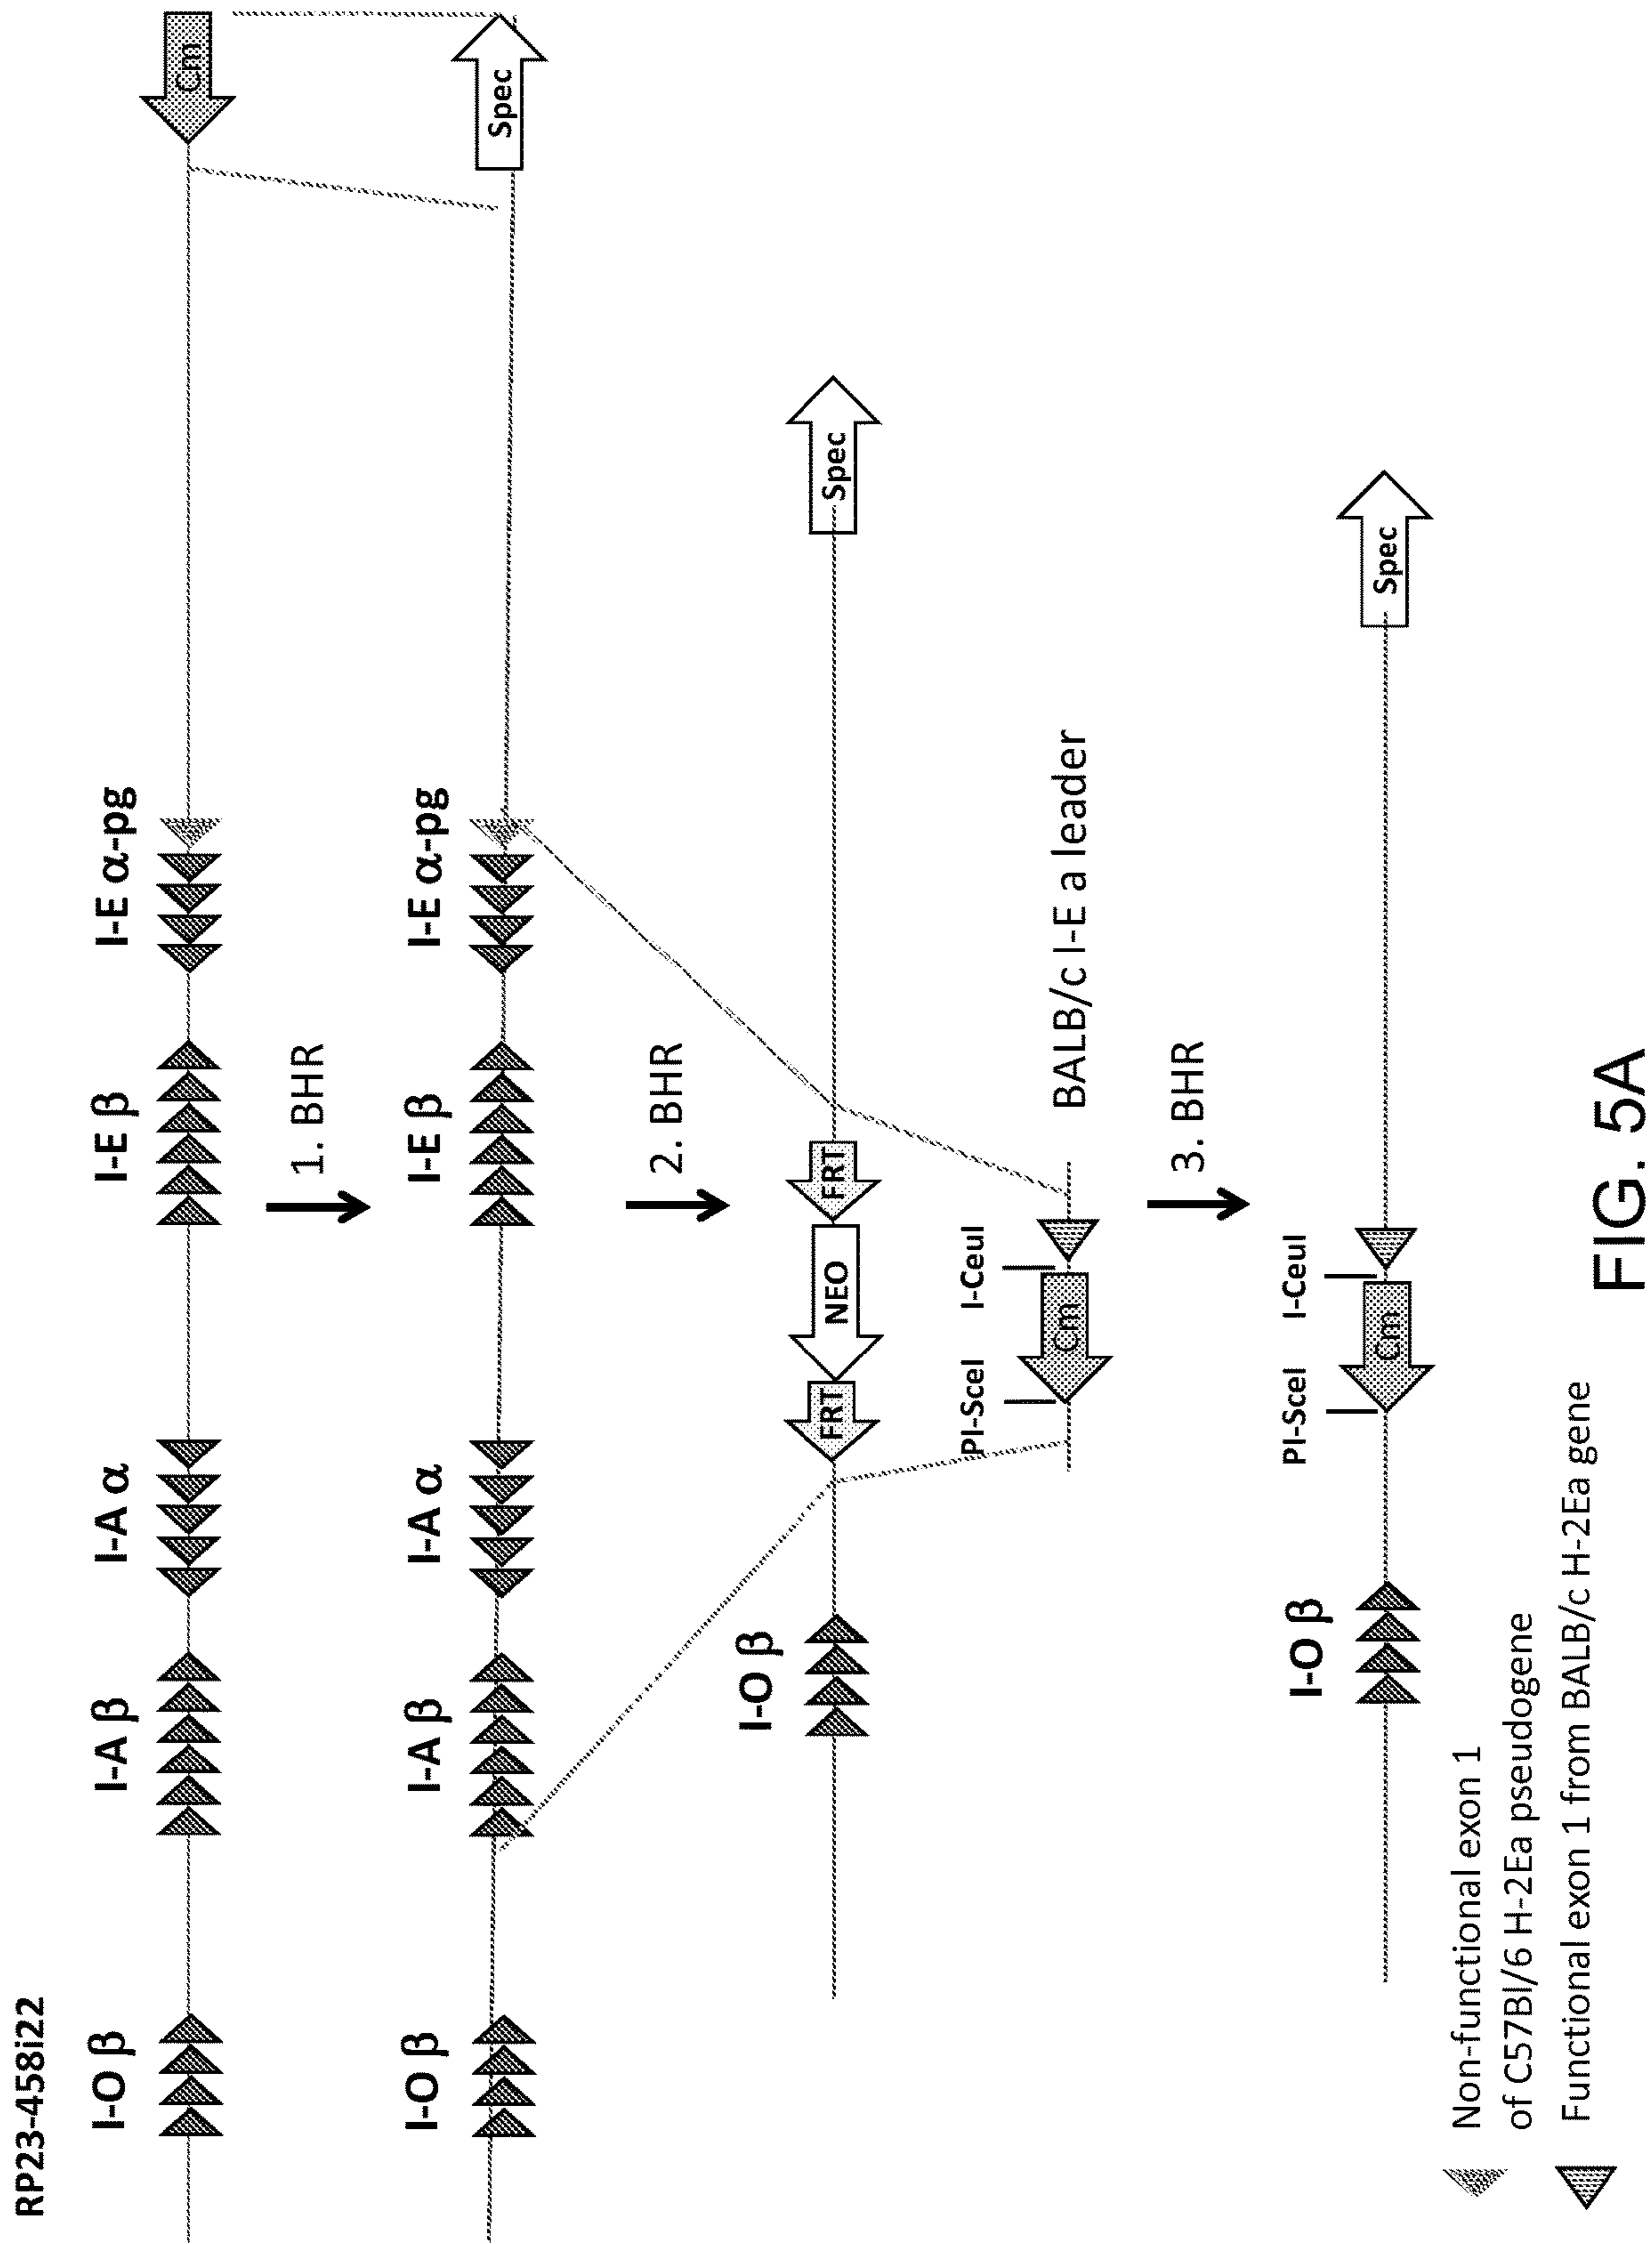 RP23-458i22
I-O β
I-A β
I-A α
I-E β
I-E α-pg
Cm
1. BHR
I-O β
I-A β
I-A α
I-E β
I-E α-pg
Spec
2. BHR
I-O β
FRT
NEO
FRT
Spec
PI-SceI
I-CeuI
Cm
BALB/c I-E a leader
3. BHR
PI-SceI
I-CeuI
I-O β
Cm
Spec
Non-functional exon 1
of C57Bl/6 H-2Ea pseudogene
Functional exon 1 from BALB/c H-2Ea gene
FIG. 5A